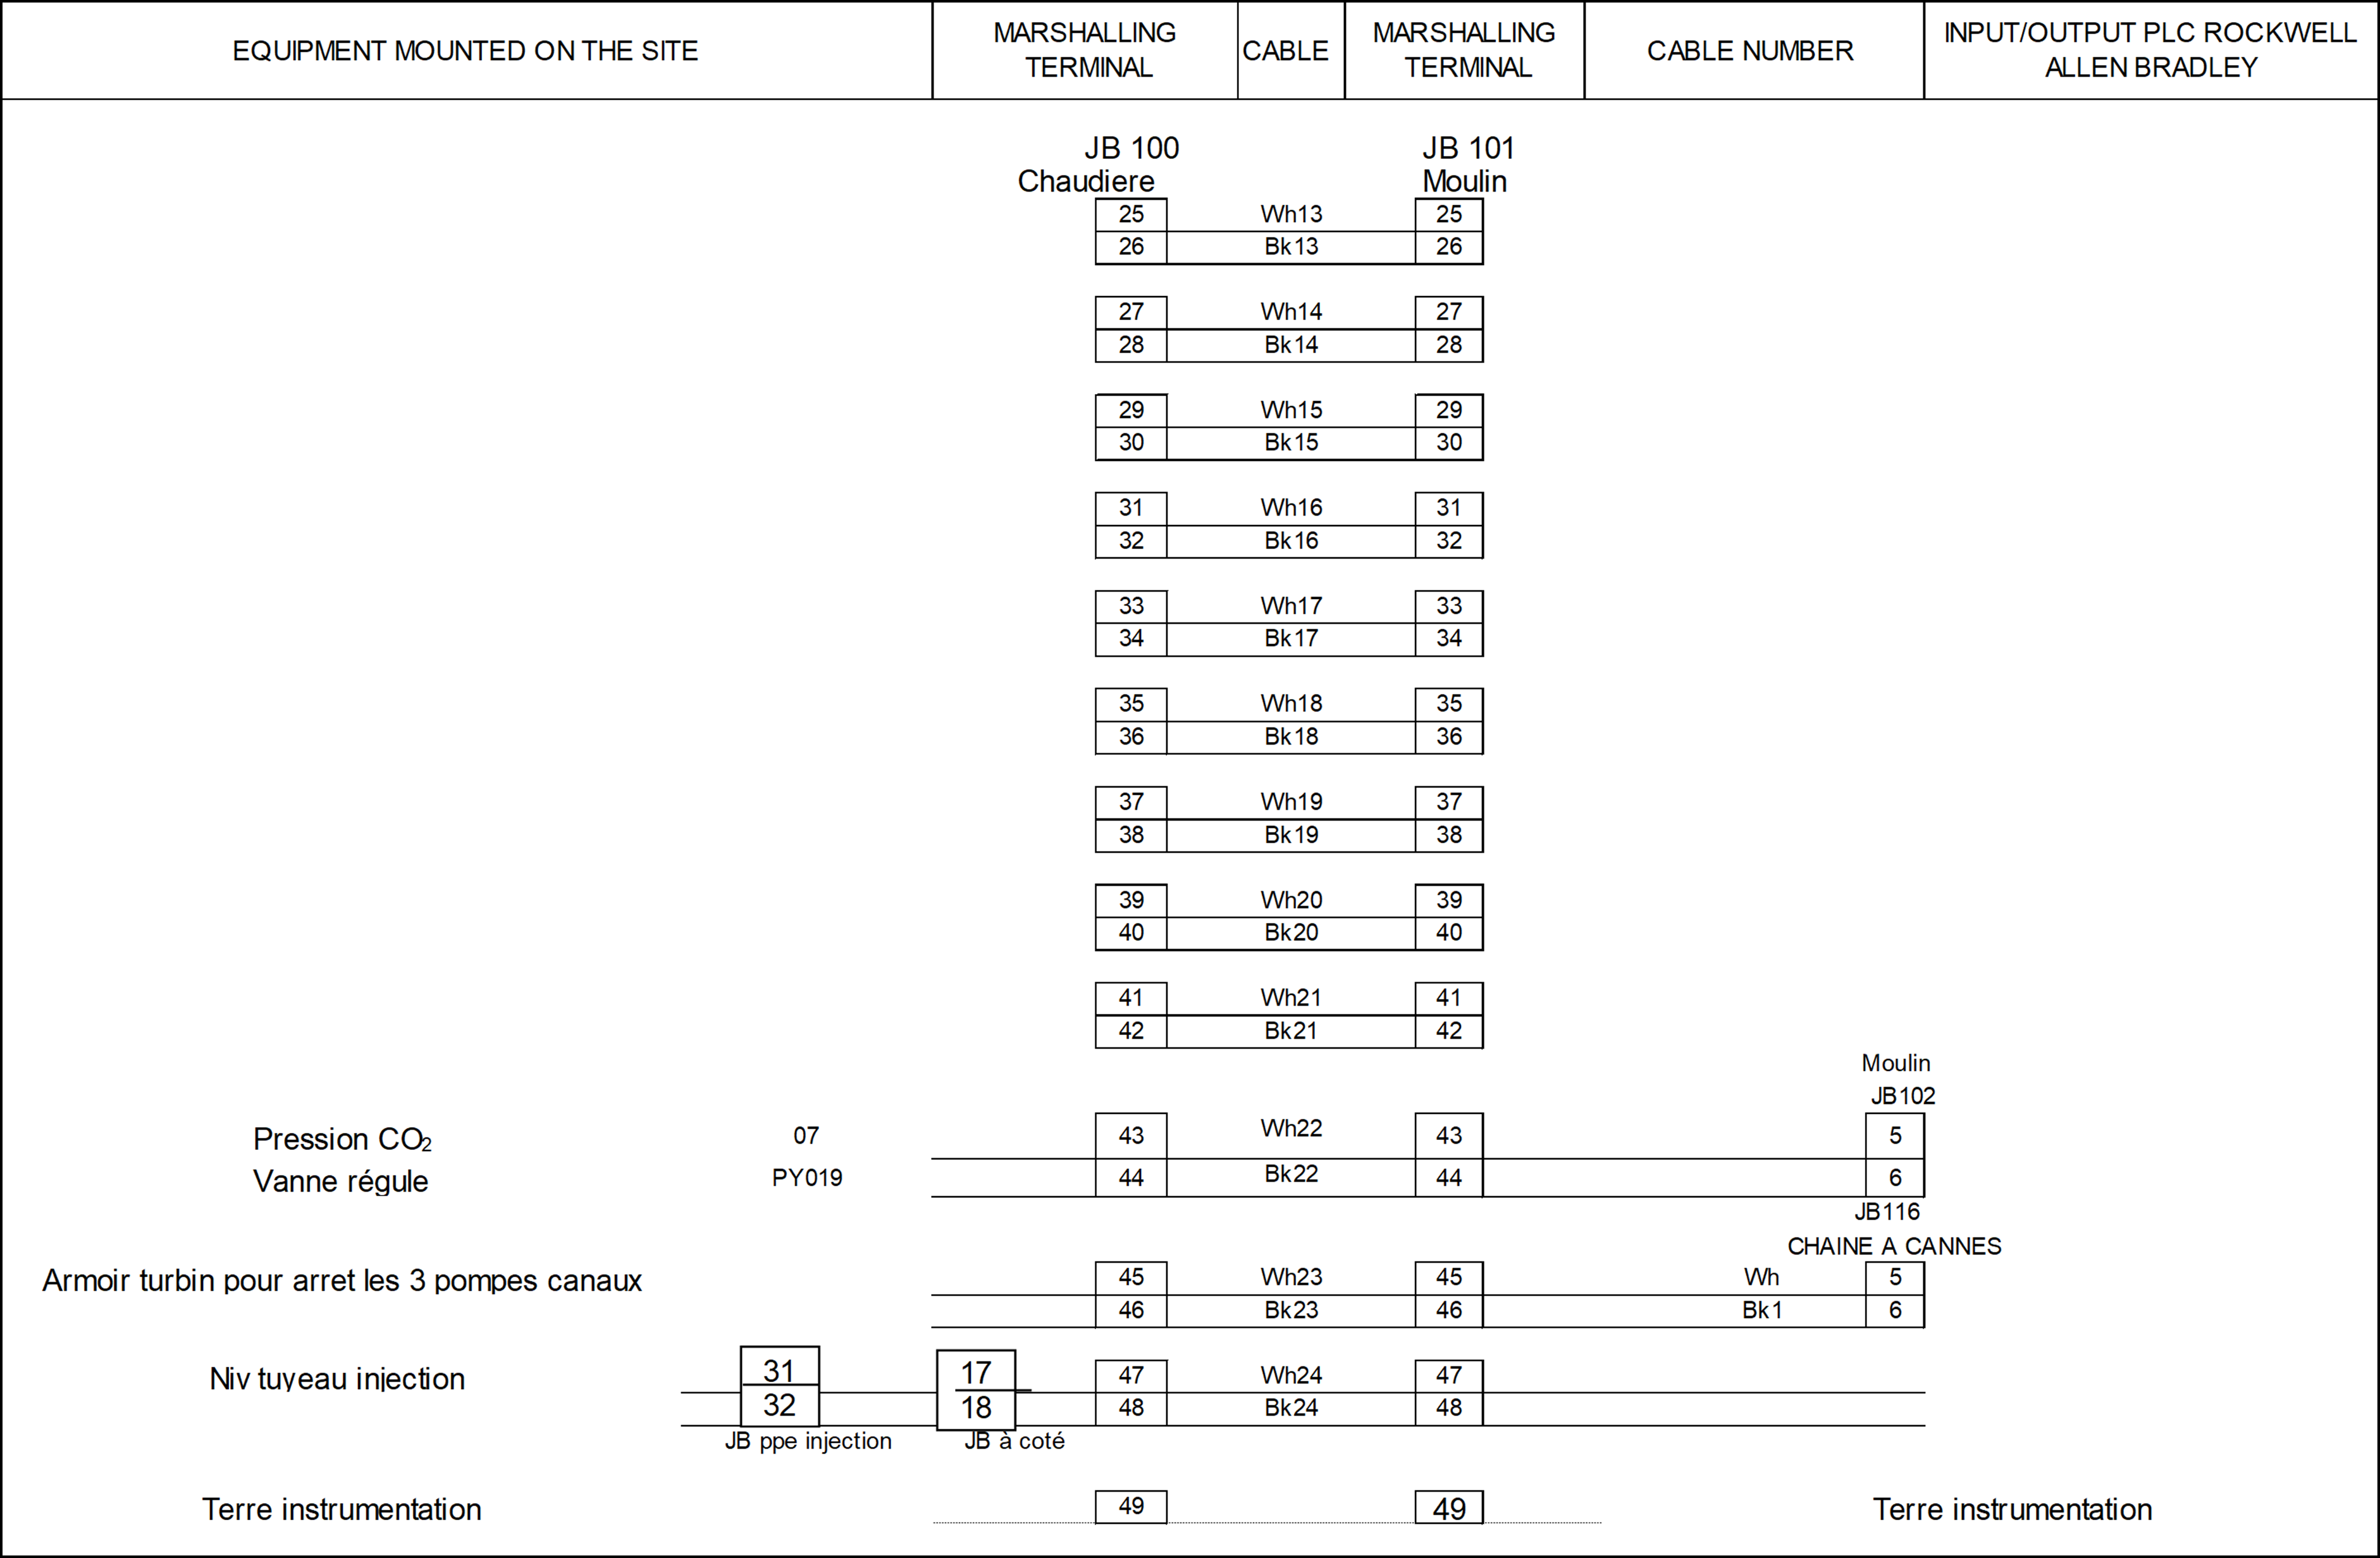 EQUIPMENT MOUNTED ON THE SITE
MARSHALLING
TERMINAL
CABLE
MARSHALLING
TERMINAL
CABLE NUMBER
INPUT/OUTPUT PLC ROCKWELL
ALLEN BRADLEY
JB 100
Chaudiere
JB 101
Moulin
25 Wh13 25
26 Bk13 26
27 Wh14 27
28 Bk14 28
29 Wh15 29
30 Bk15 30
31 Wh16 31
32 Bk16 32
33 Wh17 33
34 Bk17 34
35 Wh18 35
36 Bk18 36
37 Wh19 37
38 Bk19 38
39 Wh20 39
40 Bk20 40
41 Wh21 41
42 Bk21 42
Moulin
JB102
Pression CO₂ 07 43 Wh22 43 5
Vanne régule PY019 44 Bk22 44 6
JB116
CHAINE A CANNES
Armoir turbin pour arret les 3 pompes canaux 45 Wh23 45 Wh 5
46 Bk23 46 Bk1 6
Niv tuyeau injection 31 17 47 Wh24 47
32 18 48 Bk24 48
JB ppe injection JB à coté
Terre instrumentation 49 49 Terre instrumentation